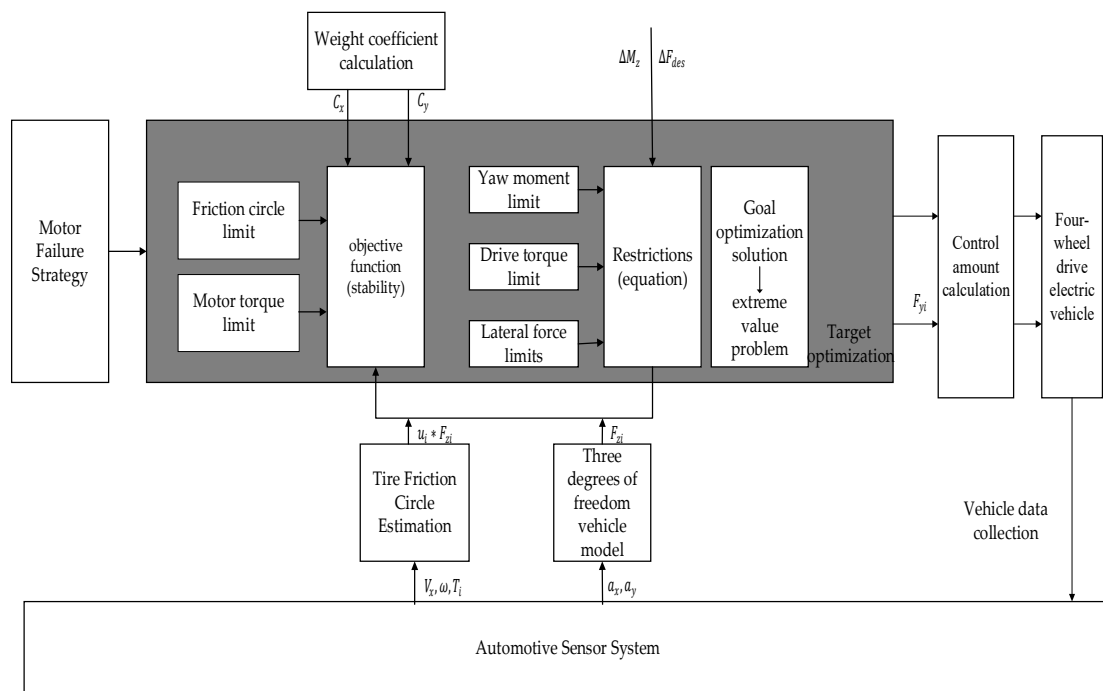 Weight coefficient
calculation
C_x
C_y
ΔM_z
ΔF_des
Motor
Failure
Strategy
Friction circle
limit
Motor torque
limit
objective
function
(stability)
Yaw moment
limit
Drive torque
limit
Lateral force
limits
Restrictions
(equation)
Goal
optimization
solution
extreme
value
problem
Target
optimization
F_yi
Control
amount
calculation
Four-
wheel
drive
electric
vehicle
u_i * F_zi
F_zi
Tire Friction
Circle
Estimation
Three
degrees of
freedom
vehicle
model
Vehicle data
collection
V_x, ω, T_i
a_x, a_y
Automotive Sensor System